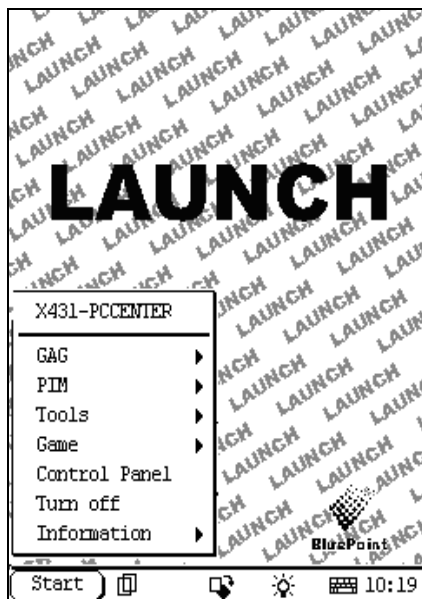 LAUNCH
X431-PCCENTER
GAG
PIM
Tools
Game
Control Panel
Turn off
Information
BluePoint
Start 10:19